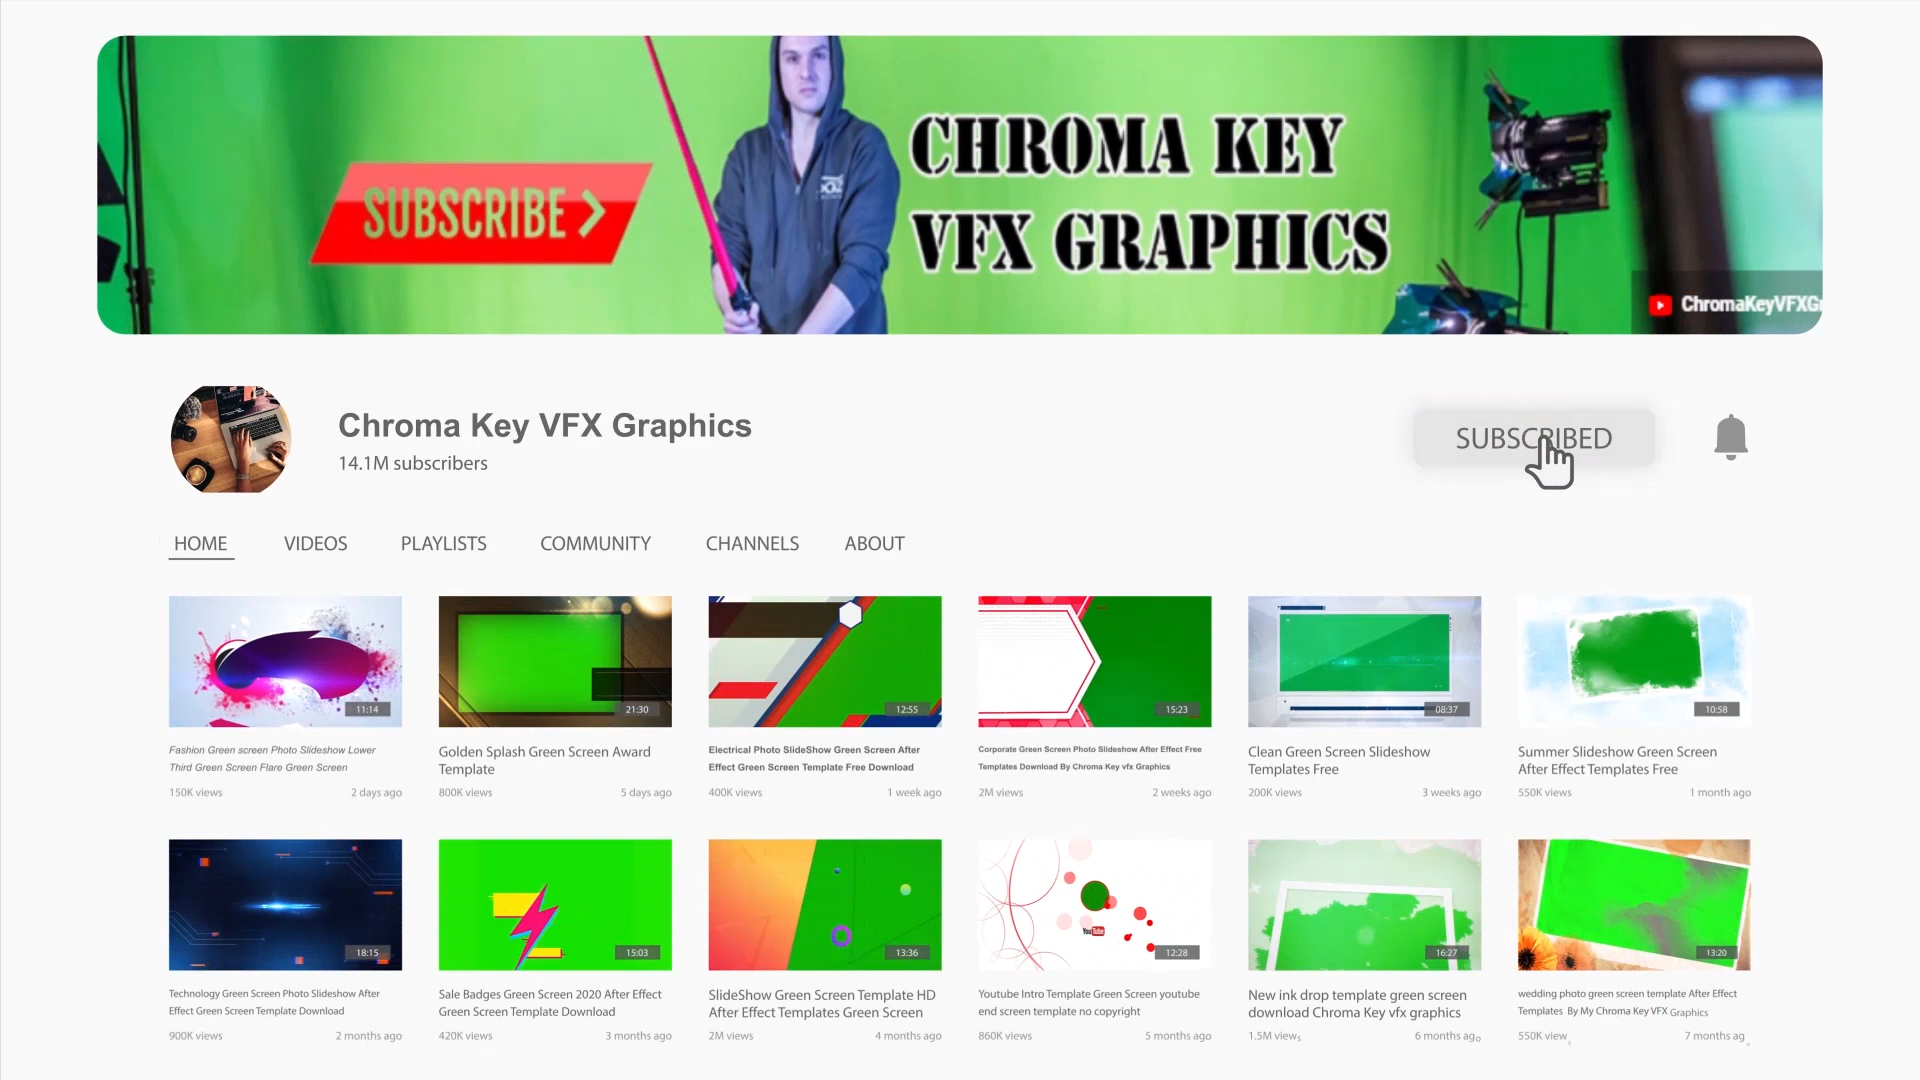 SUBSCRIBE >
CHROMA KEY
VFX GRAPHICS
ChromaKeyVFXGr
Chroma Key VFX Graphics
14.1M subscribers
SUBSCRIBED
HOME VIDEOS PLAYLISTS COMMUNITY CHANNELS ABOUT
11:14 21:30 12:55 15:23 08:37 10:58
Fashion Green screen Photo Slideshow Lower
Third Green Screen Flare Green Screen
150K views 2 days ago
Golden Splash Green Screen Award
Template
800K views 5 days ago
Electrical Photo SlideShow Green Screen After
Effect Green Screen Template Free Download
400K views 1 week ago
Corporate Green Screen Photo Slideshow After Effect Free
Templates Download By Chroma Key vfx Graphics
2M views 2 weeks ago
Clean Green Screen Slideshow
Templates Free
200K views 3 weeks ago
Summer Slideshow Green Screen
After Effect Templates Free
550K views 1 month ago
18:15 15:03 13:36 12:28 16:27 13:20
YouTube
Technology Green Screen Photo Slideshow After
Effect Green Screen Template Download
900K views 2 months ago
Sale Badges Green Screen 2020 After Effect
Green Screen Template Download
420K views 3 months ago
SlideShow Green Screen Template HD
After Effect Templates Green Screen
2M views 4 months ago
Youtube Intro Template Green Screen youtube
end screen template no copyright
860K views 5 months ago
New ink drop template green screen
download Chroma Key vfx graphics
1.5M views 6 months ago
wedding photo green screen template After Effect
Templates By My Chroma Key VFX Graphics
550K views 7 months ag